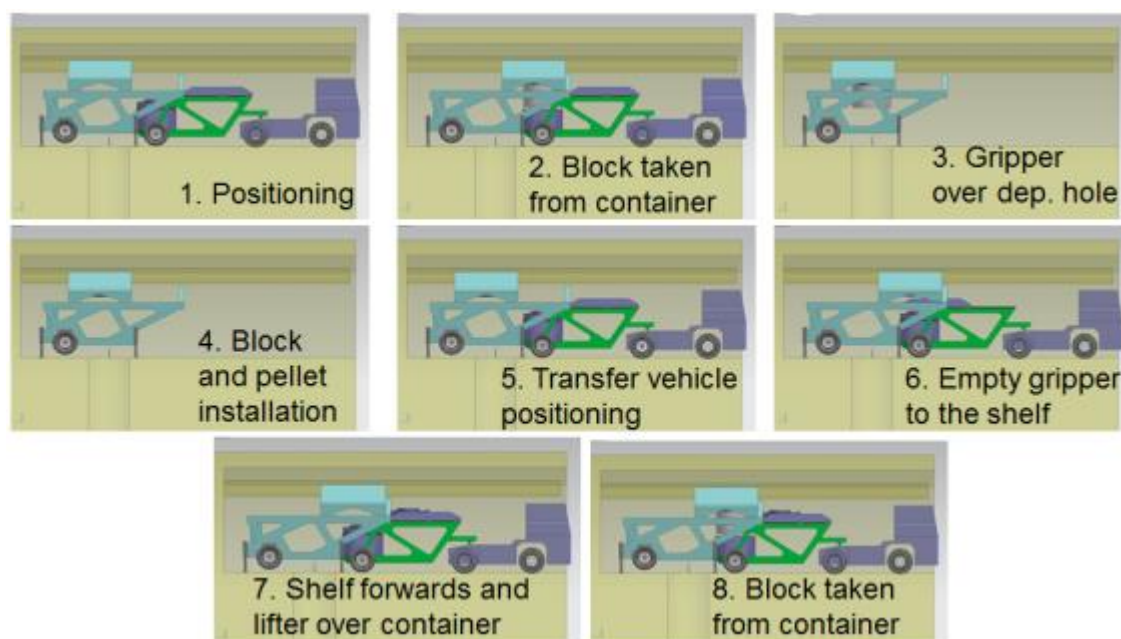 1. Positioning
2. Block taken
from container
3. Gripper
over dep. hole
4. Block
and pellet
installation
5. Transfer vehicle
positioning
6. Empty gripper
to the shelf
7. Shelf forwards and
lifter over container
8. Block taken
from container